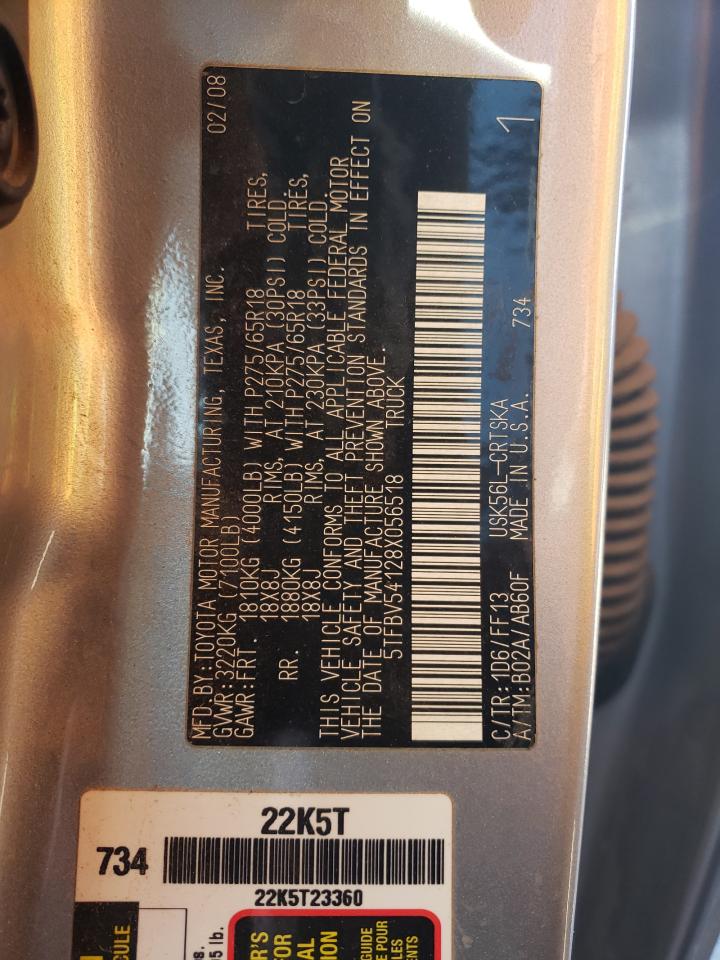 MFD BY:TOYOTA MOTOR MANUFACTURING, TEXAS, INC. 02/08
GVWR:3220KG (7100LB)
GAWR:FRT. 1810KG (4000LB) WITH P275/65R18 TIRES,
18X8J RIMS, AT 210KPA (30PSI) COLD
RR. 1880KG (4150LB) WITH P275/65R18 TIRES,
18X8J RIMS, AT 230KPA (33PSI) COLD.
THIS VEHICLE CONFORMS TO ALL APPLICABLE FEDERAL MOTOR
VEHICLE SAFETY AND THEFT PREVENTION STANDARDS IN EFFECT ON
THE DATE OF MANUFACTURE SHOWN ABOVE.
5TFBV54128X056518 TRUCK
C/TR:1D6/FF13 USK56L-CRTSKA 734
A/TM:B02A/AB60F MADE IN U.S.A. 1
22K5T
734
22K5T23360